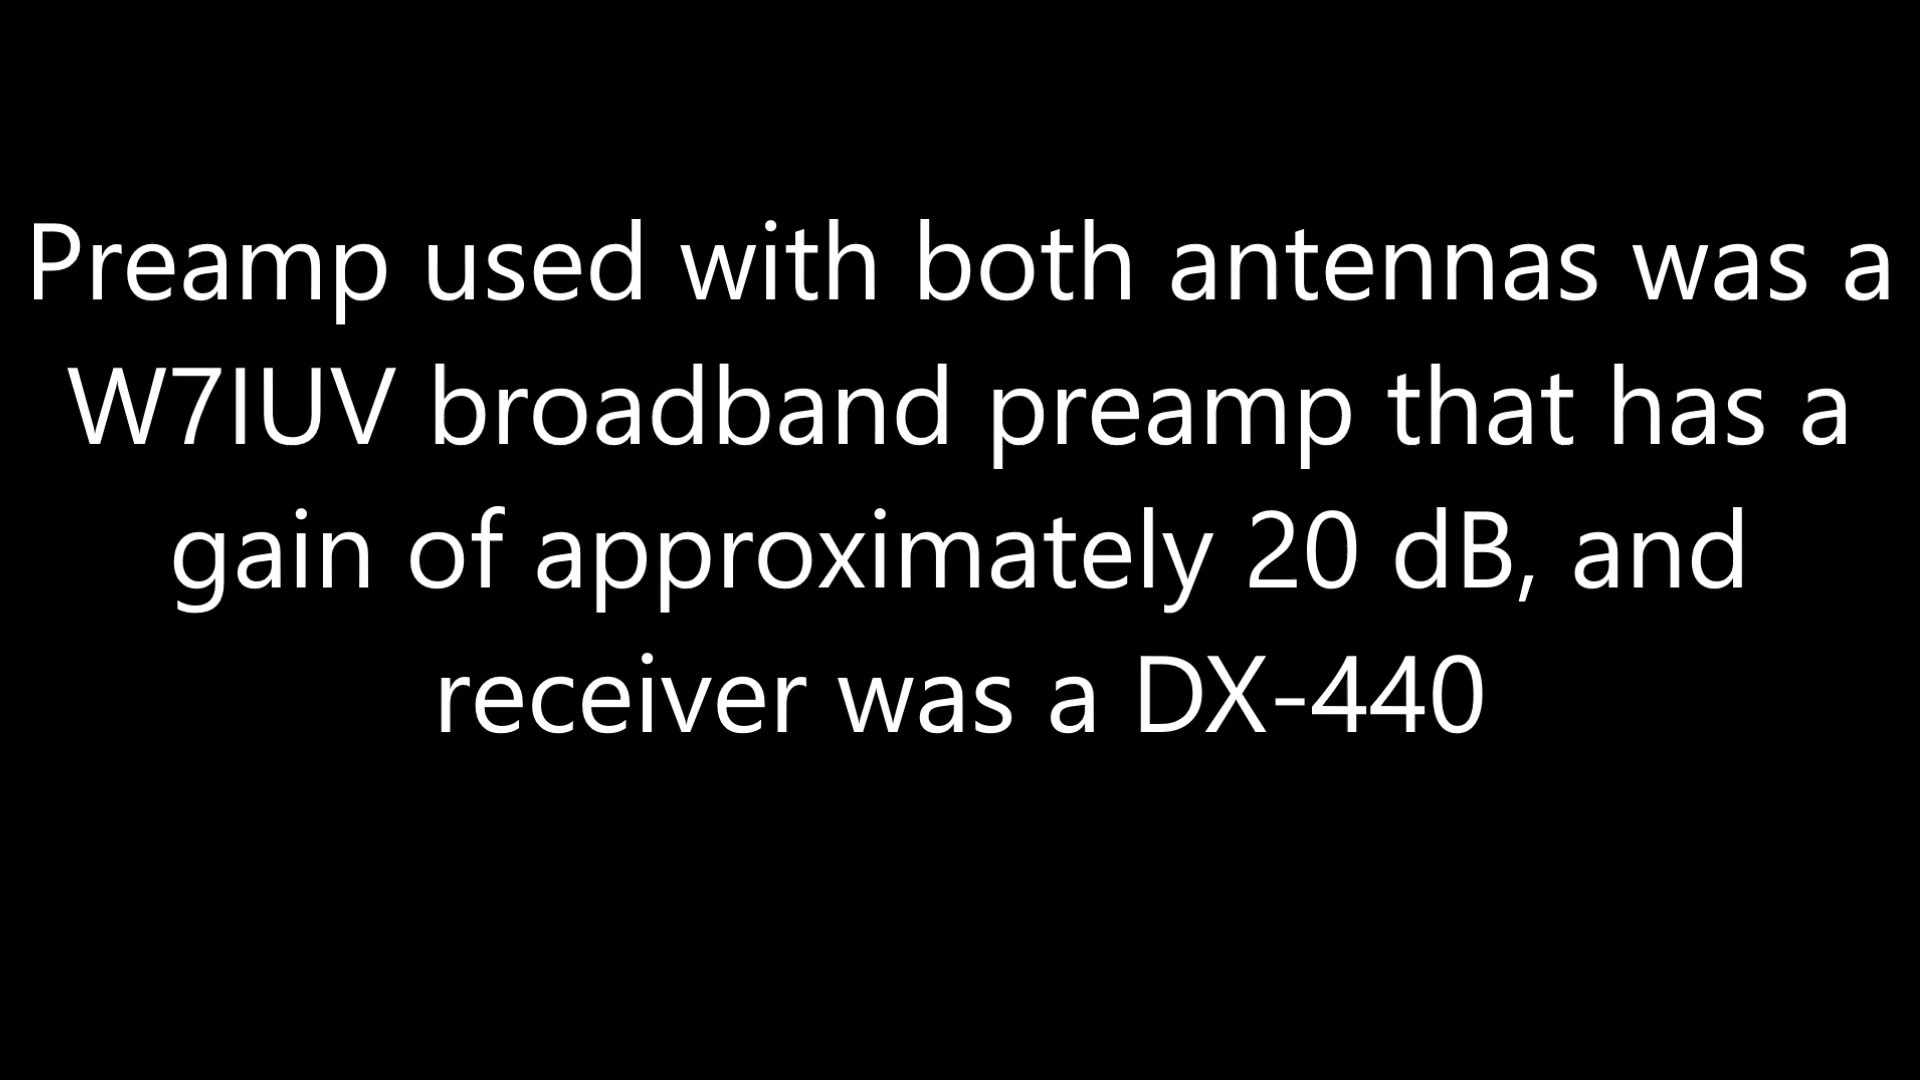 Preamp used with both antennas was a
W7IUV broadband preamp that has a
gain of approximately 20 dB, and
receiver was a DX-440